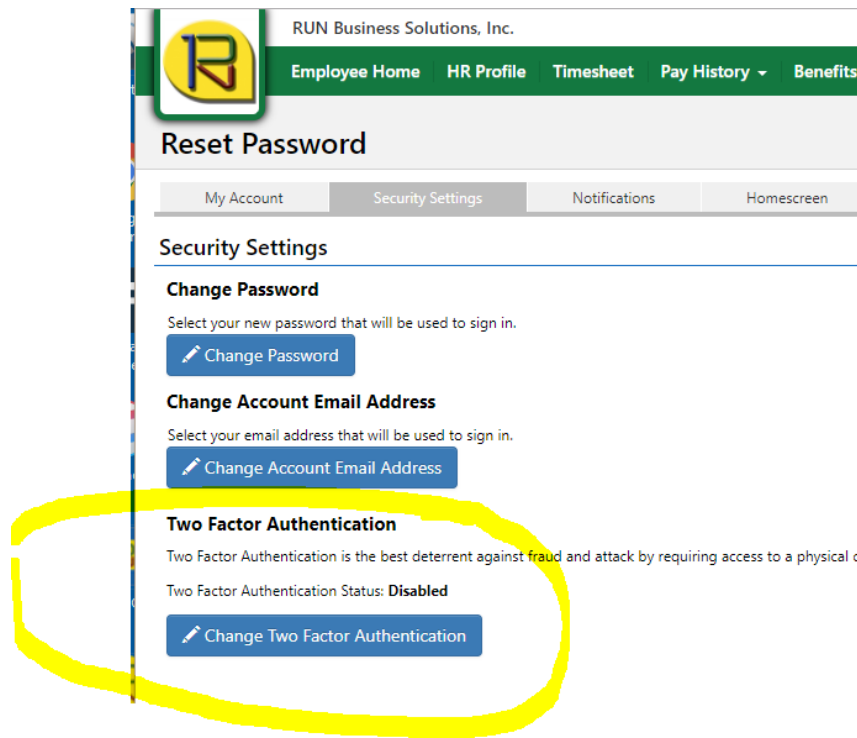 RUN Business Solutions, Inc.
Employee Home HR Profile Timesheet Pay History Benefits
Reset Password
My Account Security Settings Notifications Homescreen
Security Settings
Change Password
Select your new password that will be used to sign in.
Change Password
Change Account Email Address
Select your email address that will be used to sign in.
Change Account Email Address
Two Factor Authentication
Two Factor Authentication is the best deterrent against fraud and attack by requiring access to a physical
Two Factor Authentication Status: Disabled
Change Two Factor Authentication